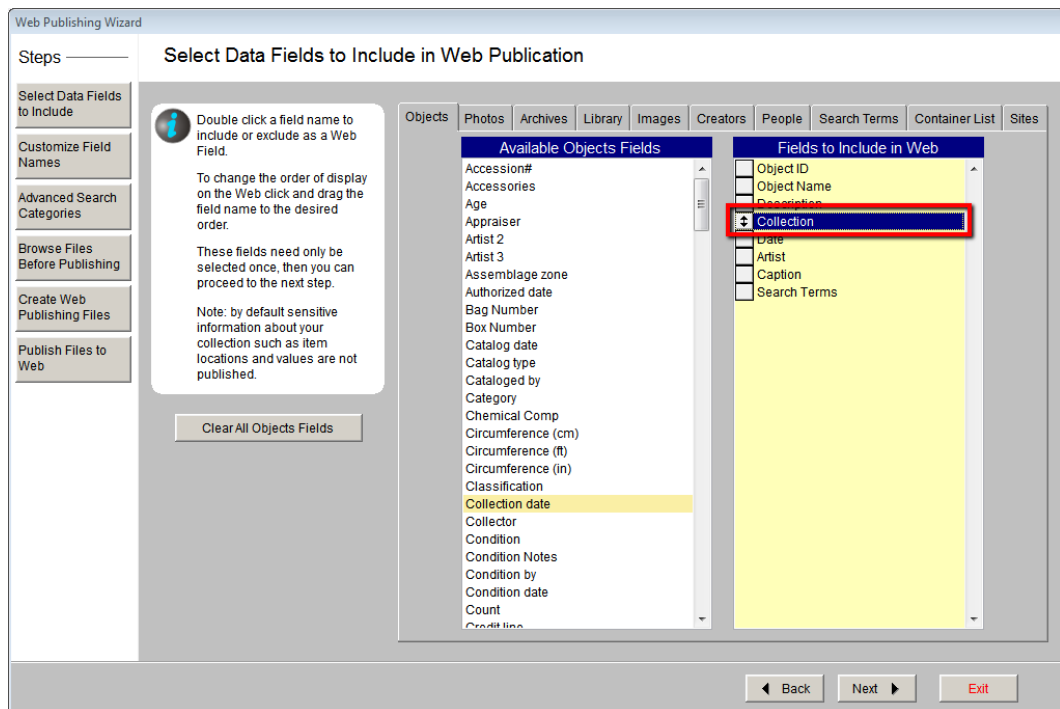 Web Publishing Wizard
Steps
Select Data Fields to Include in Web Publication
Select Data Fields
to Include
Customize Field
Names
Advanced Search
Categories
Browse Files
Before Publishing
Create Web
Publishing Files
Publish Files to
Web
Double click a field name to
include or exclude as a Web
Field.
To change the order of display
on the Web click and drag the
field name to the desired
order.
These fields need only be
selected once, then you can
proceed to the next step.
Note: by default sensitive
information about your
collection such as item
locations and values are not
published.
Clear All Objects Fields
Objects Photos Archives Library Images Creators People Search Terms Container List Sites
Available Objects Fields
Accession#
Accessories
Age
Appraiser
Artist 2
Artist 3
Assemblage zone
Authorized date
Bag Number
Box Number
Catalog date
Catalog type
Cataloged by
Category
Chemical Comp
Circumference (cm)
Circumference (ft)
Circumference (in)
Classification
Collection date
Collector
Condition
Condition Notes
Condition by
Condition date
Count
Credit line
Fields to Include in Web
Object ID
Object Name
Description
Collection
Date
Artist
Caption
Search Terms
Back
Next
Exit